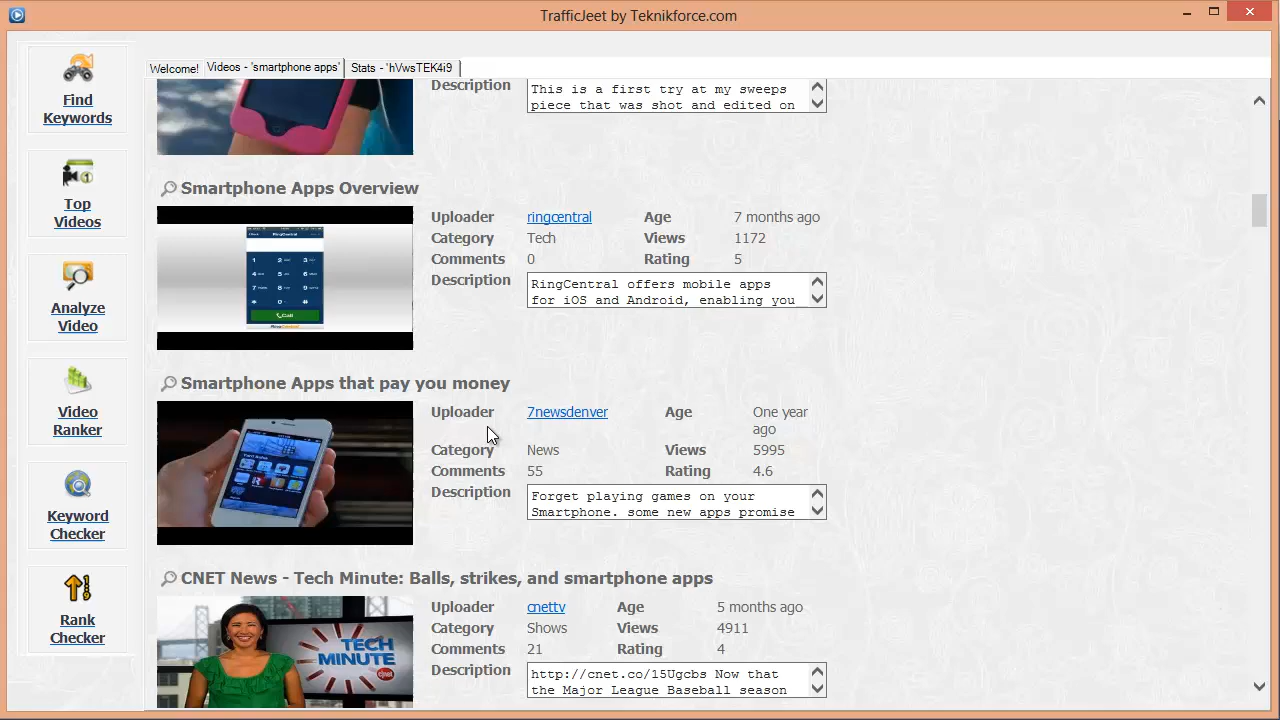 TrafficJeet by Teknikforce.com
Find
Keywords
Top
Videos
Analyze
Video
Video
Ranker
Keyword
Checker
Rank
Checker
Welcome!
Videos - 'smartphone apps'
Stats - 'hVwsTEK4i9
Description
This is a first try at my sweeps
piece that was shot and edited on
Smartphone Apps Overview
Uploader ringcentral Age 7 months ago
Category Tech Views 1172
Comments 0 Rating 5
Description
RingCentral offers free apps
for iOS and Android, enabling you
Call
Smartphone Apps that pay you money
Uploader 7newsdenver Age One year
ago
Category News Views 5995
Comments 55 Rating 4.6
Description
Forget playing games on your
Smartphone. some new apps promise
CNET News - Tech Minute: Balls, strikes, and smartphone apps
Uploader cnettv Age 5 months ago
Category Shows Views 4911
Comments 21 Rating 4
Description
http://cnet.co/15Ugcbs Now that
the Major League Baseball season
TECH
MINUTE